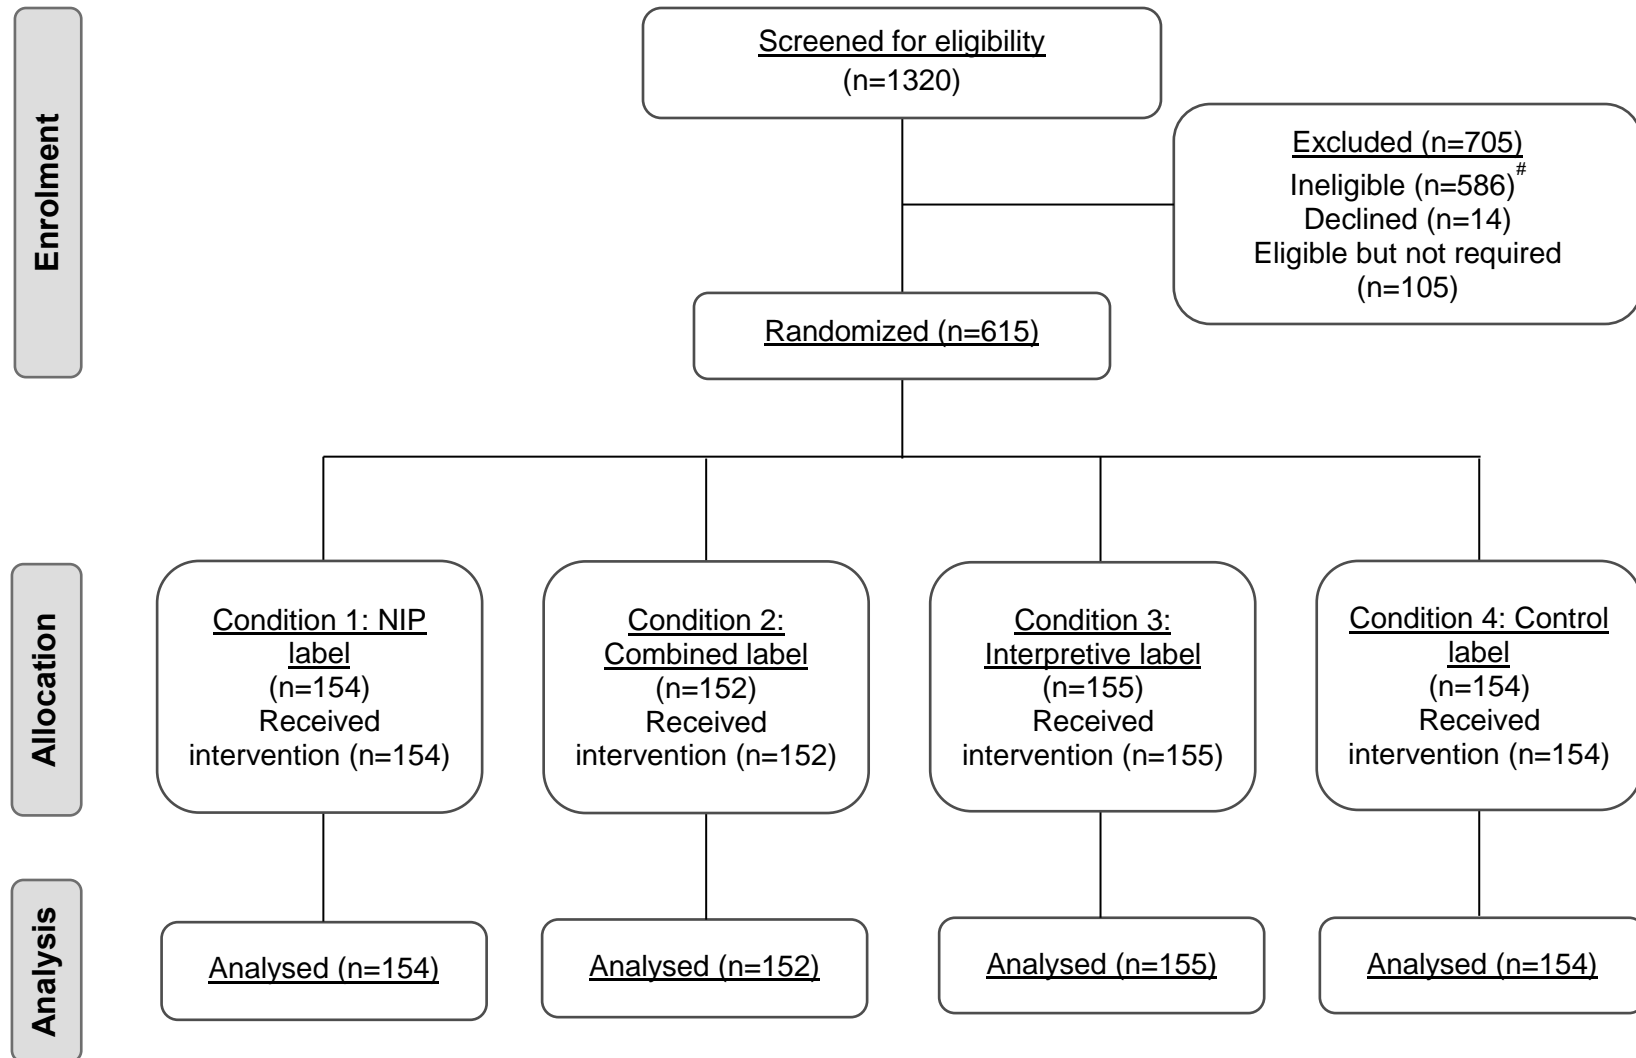 Enrolment
Screened for eligibility
(n=1320)
Excluded (n=705)
Ineligible (n=586)#
Declined (n=14)
Eligible but not required
(n=105)
Randomized (n=615)
Allocation
Condition 1: NIP
label
(n=154)
Received
intervention (n=154)
Condition 2:
Combined label
(n=152)
Received
intervention (n=152)
Condition 3:
Interpretive label
(n=155)
Received
intervention (n=155)
Condition 4: Control
label
(n=154)
Received
intervention (n=154)
Analysis
Analysed (n=154)
Analysed (n=152)
Analysed (n=155)
Analysed (n=154)